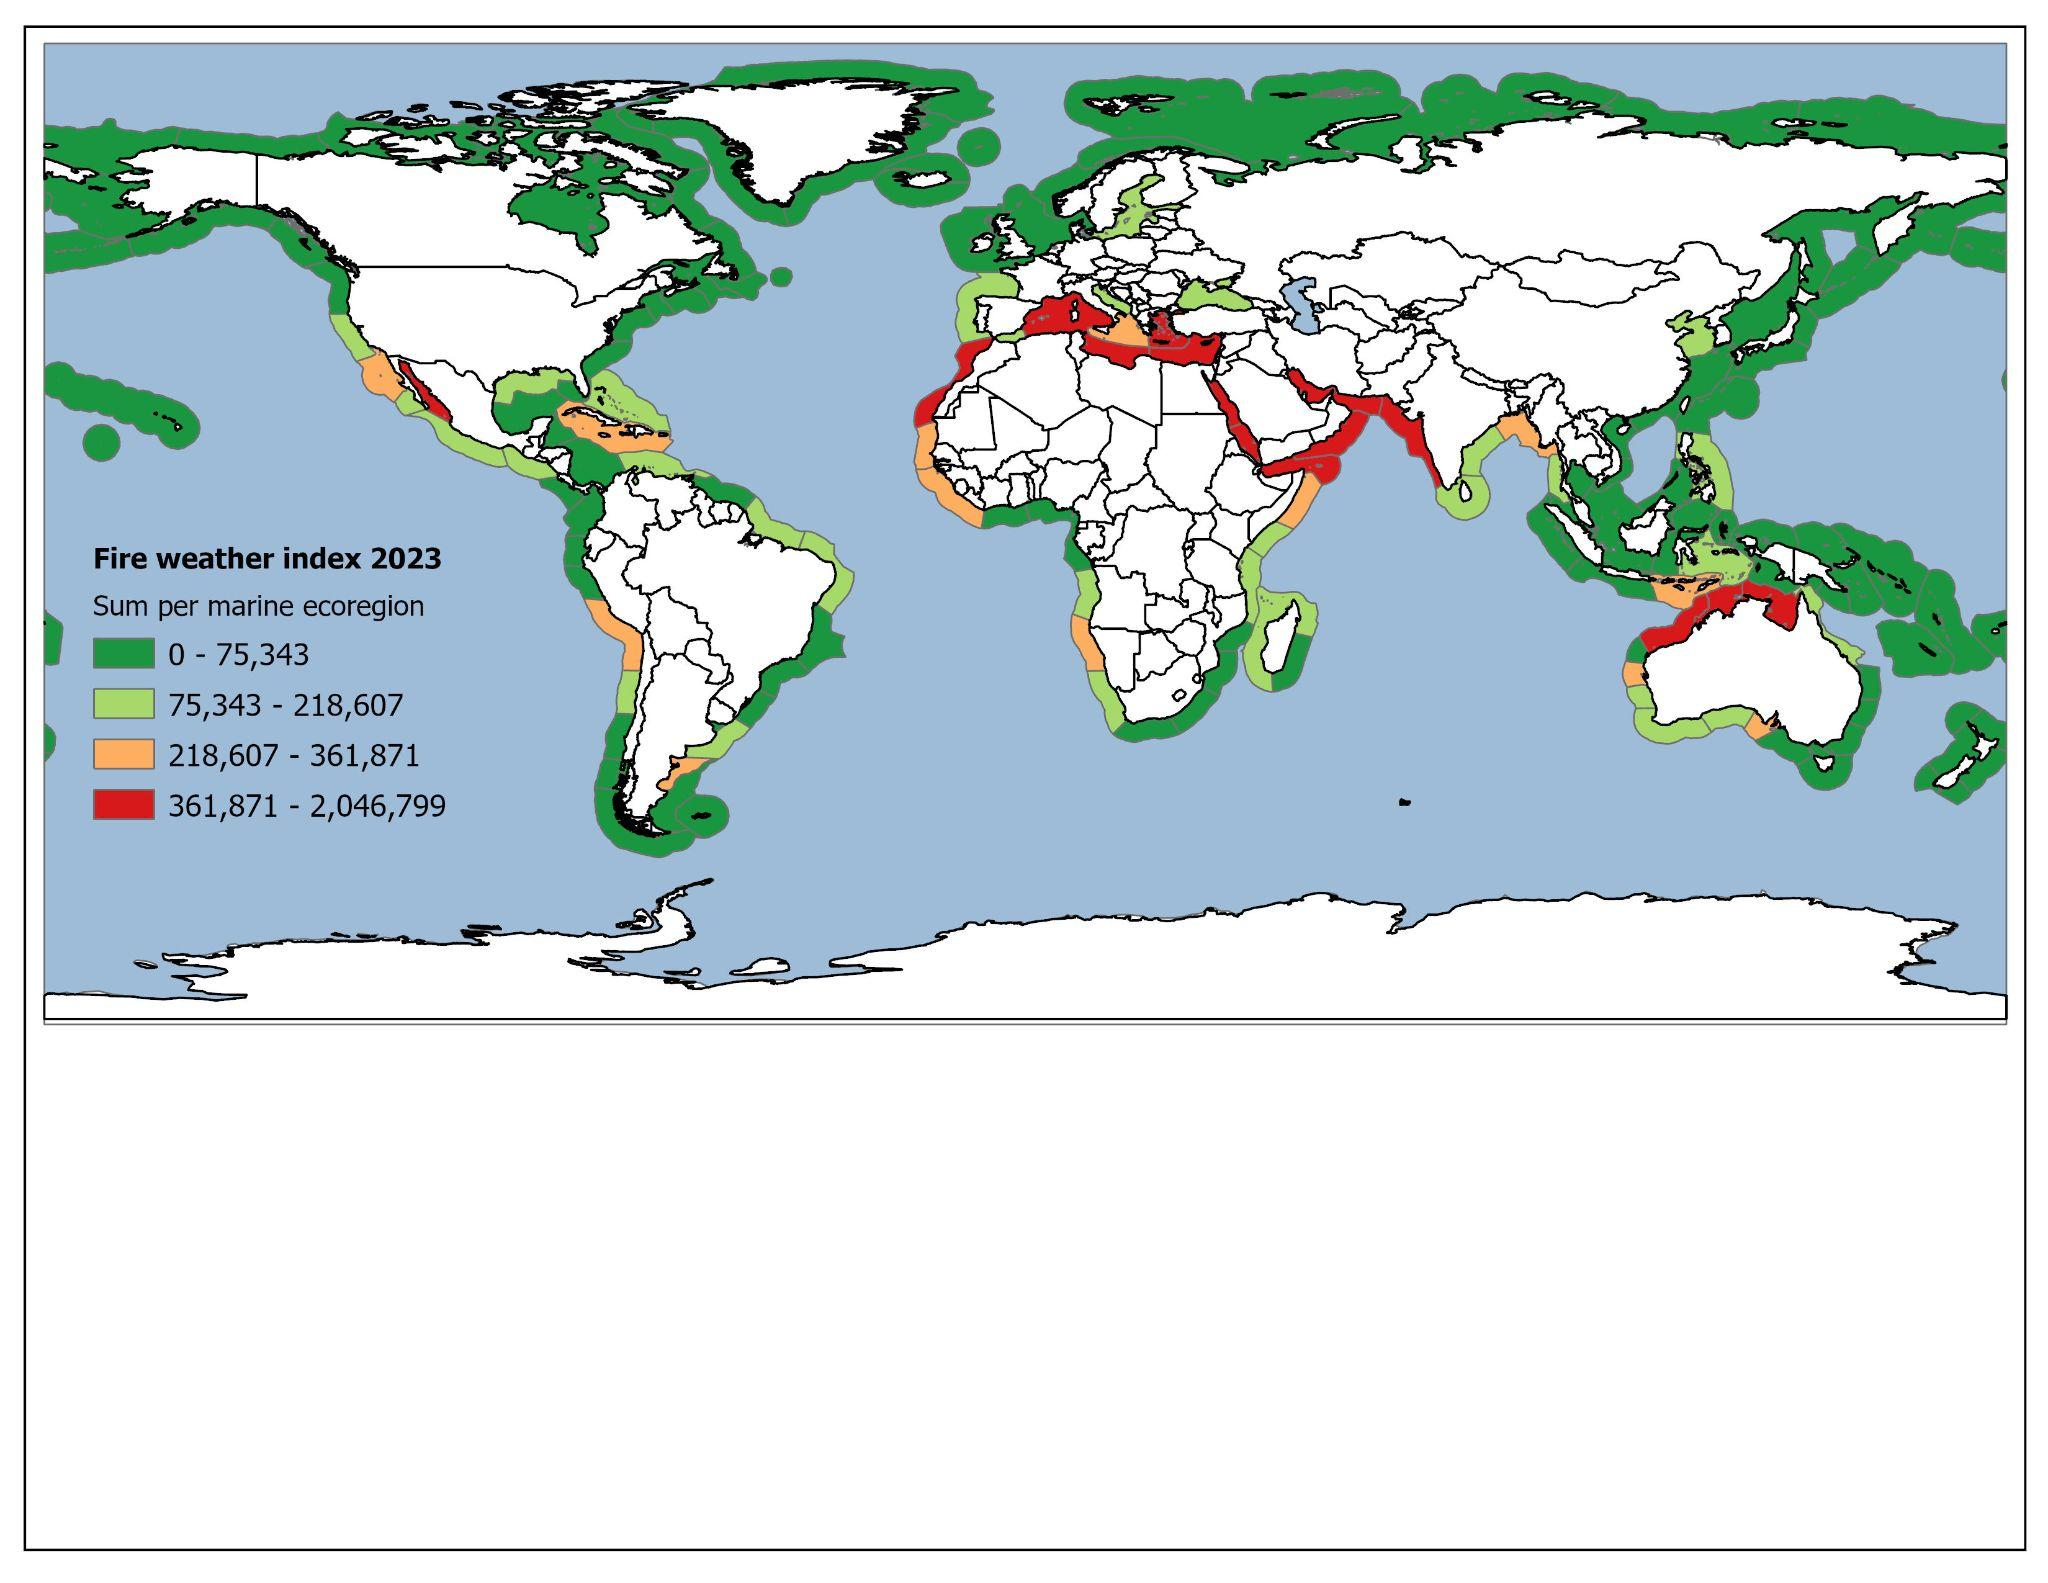 Fire weather index 2023
Sum per marine ecoregion
0 - 75,343
75,343 - 218,607
218,607 - 361,871
361,871 - 2,046,799